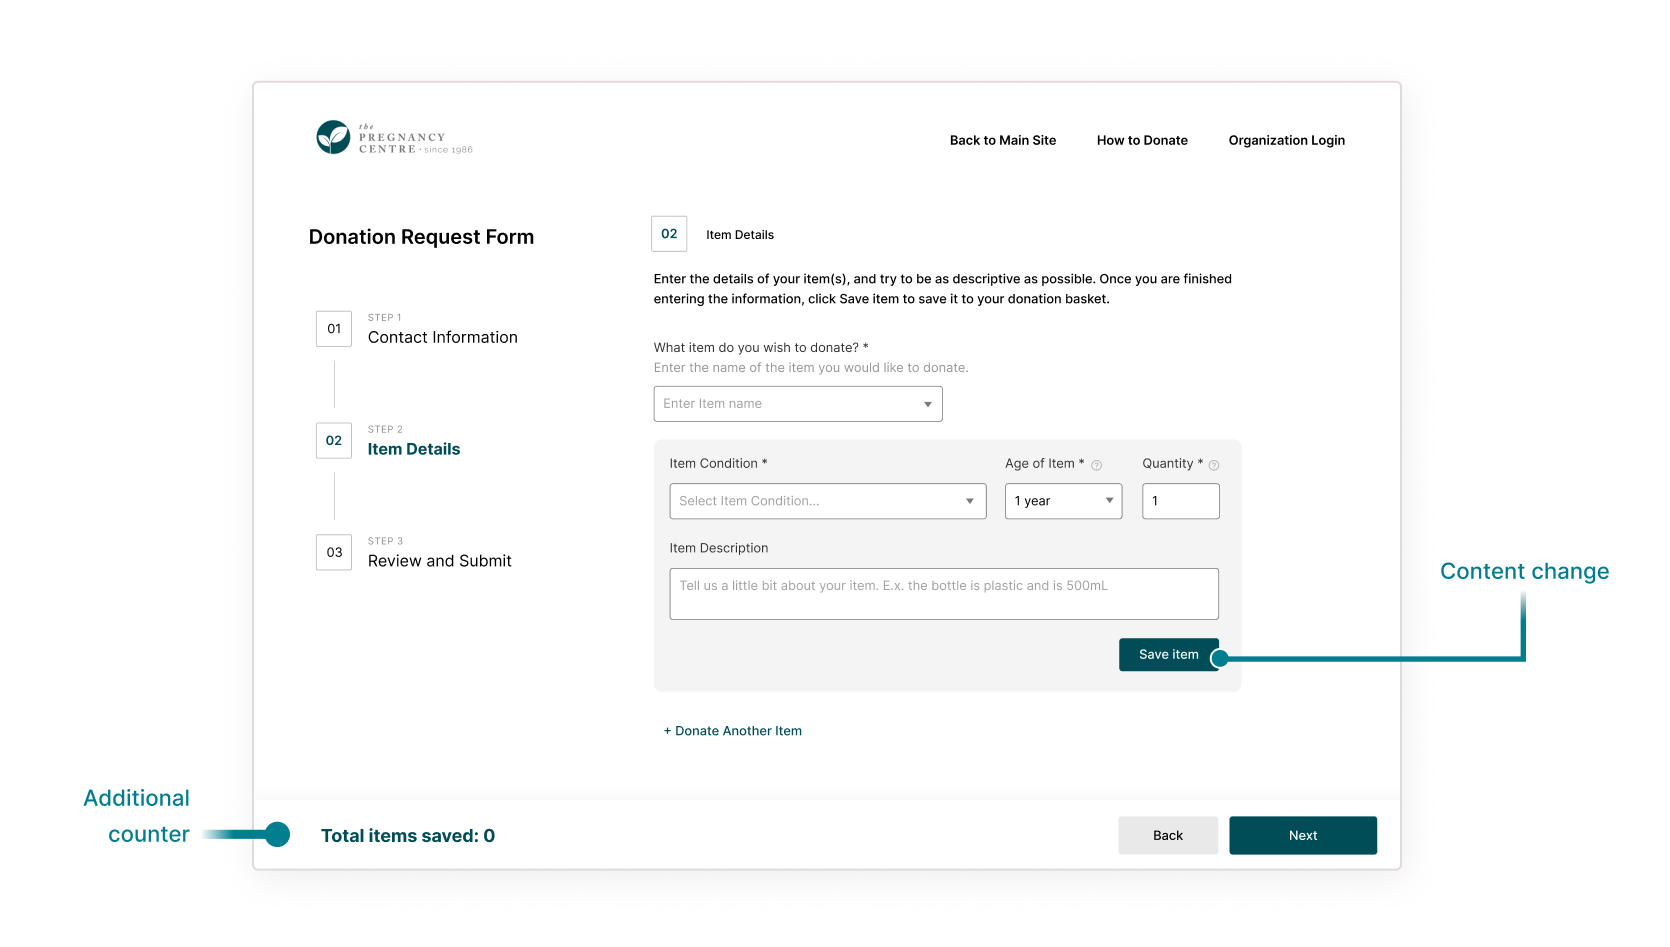 the
PREGNANCY
CENTRE • since 1986
Back to Main Site
How to Donate
Organization Login
Donation Request Form
01
STEP 1
Contact Information
02
STEP 2
Item Details
03
STEP 3
Review and Submit
02
Item Details
Enter the details of your item(s), and try to be as descriptive as possible. Once you are finished
entering the information, click Save item to save it to your donation basket.
What item do you wish to donate? *
Enter the name of the item you would like to donate.
Enter Item name
Item Condition *
Age of Item * ?
Quantity * ?
Select Item Condition...
1 year
1
Item Description
Tell us a little bit about your item. E.x. the bottle is plastic and is 500mL
Save item
Content change
+ Donate Another Item
Additional
counter
Total items saved: 0
Back
Next